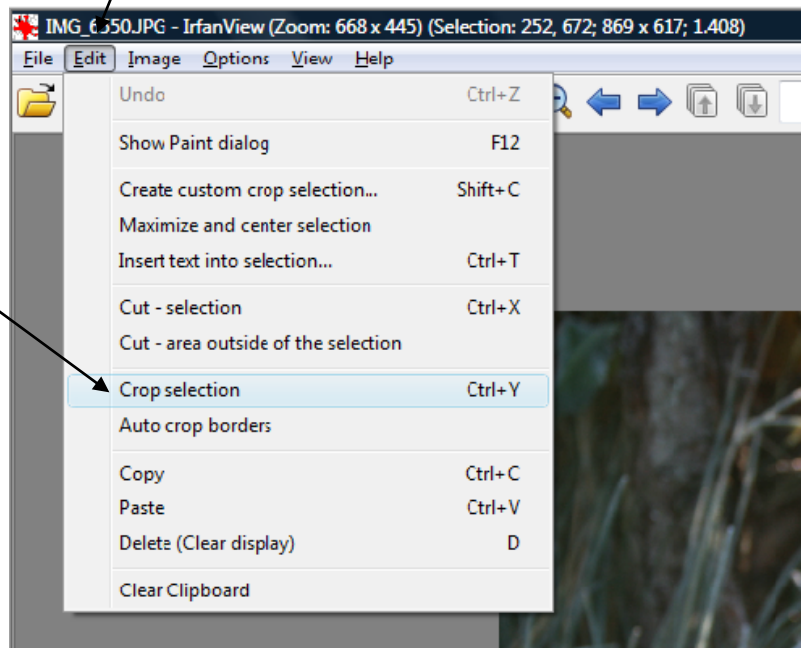 IMG_6550.JPG - IrfanView (Zoom: 668 x 445) (Selection: 252, 672; 869 x 617; 1.408)
File Edit Image Options View Help
Undo Ctrl+Z
Show Paint dialog F12
Create custom crop selection... Shift+C
Maximize and center selection
Insert text into selection... Ctrl+T
Cut - selection Ctrl+X
Cut - area outside of the selection
Crop selection Ctrl+Y
Auto crop borders
Copy Ctrl+C
Paste Ctrl+V
Delete (Clear display) D
Clear Clipboard